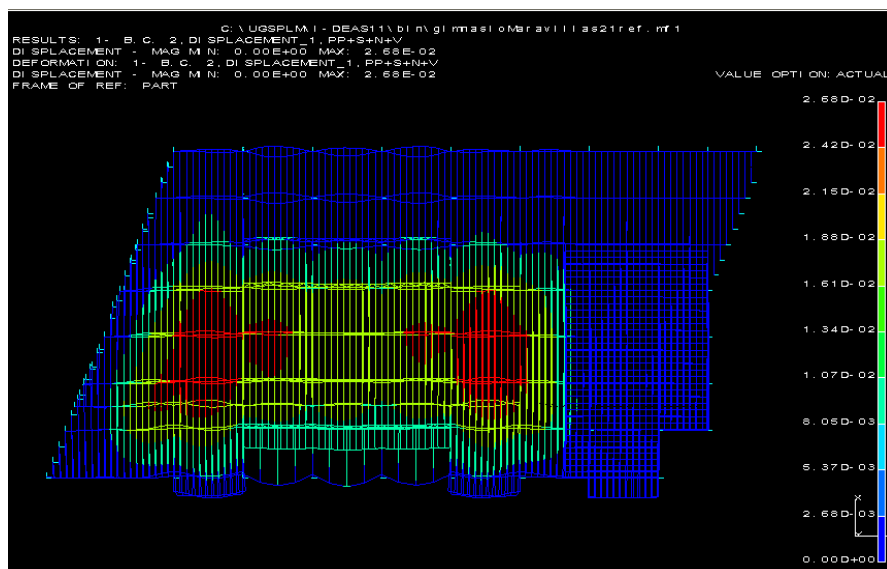 C:\UGSPLM\I-DEAS11\bin\gimnasioMaravillas21ref.mf1
RESULTS: 1- B.C. 2, DISPLACEMENT_1, PP+S+N+V
DISPLACEMENT - MAG MIN: 0.00E+00 MAX: 2.68E-02
DEFORMATION: 1- B.C. 2, DISPLACEMENT_1, PP+S+N+V
DISPLACEMENT - MAG MIN: 0.00E+00 MAX: 2.68E-02
FRAME OF REF: PART
VALUE OPTION: ACTUAL
2.68D-02
2.42D-02
2.15D-02
1.88D-02
1.61D-02
1.34D-02
1.07D-02
8.05D-03
5.37D-03
2.68D-03
0.00D+00
X